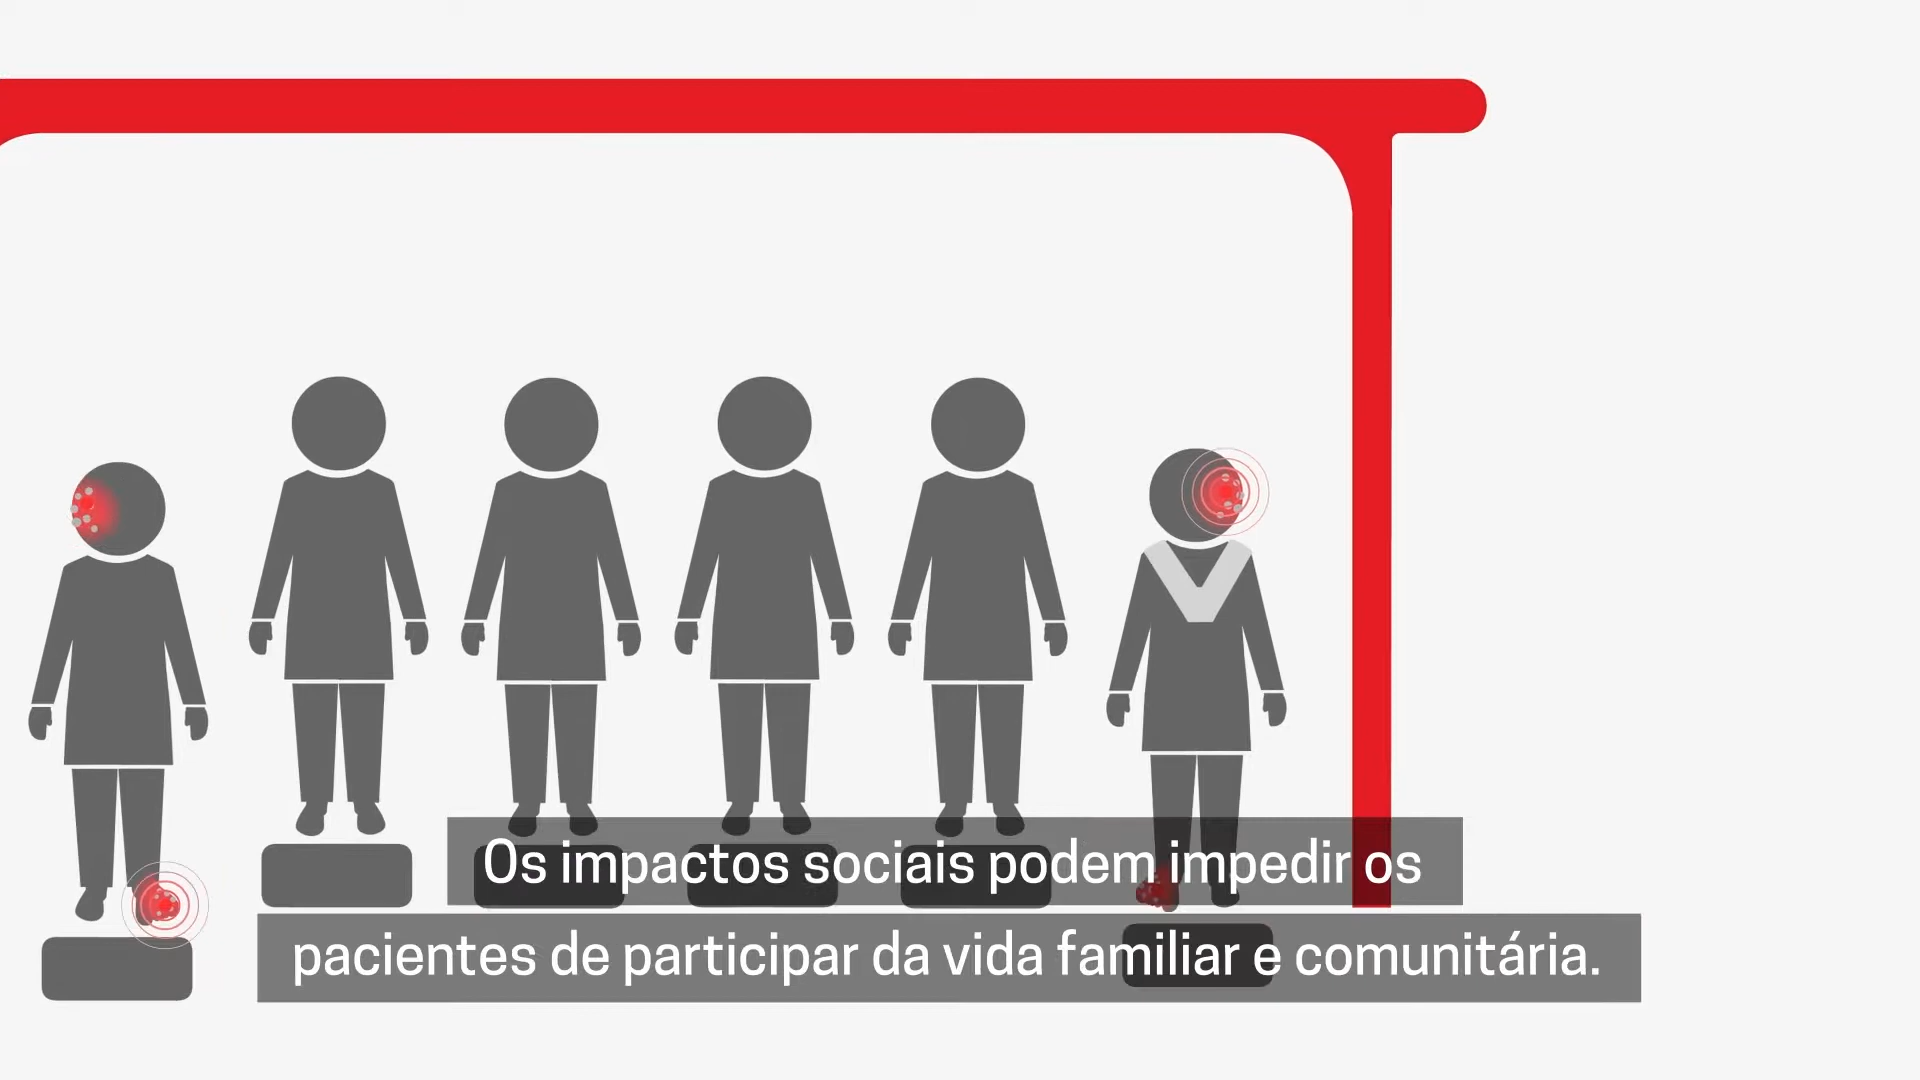 Os impactos sociais podem impedir os
pacientes de participar da vida familiar e comunitária.